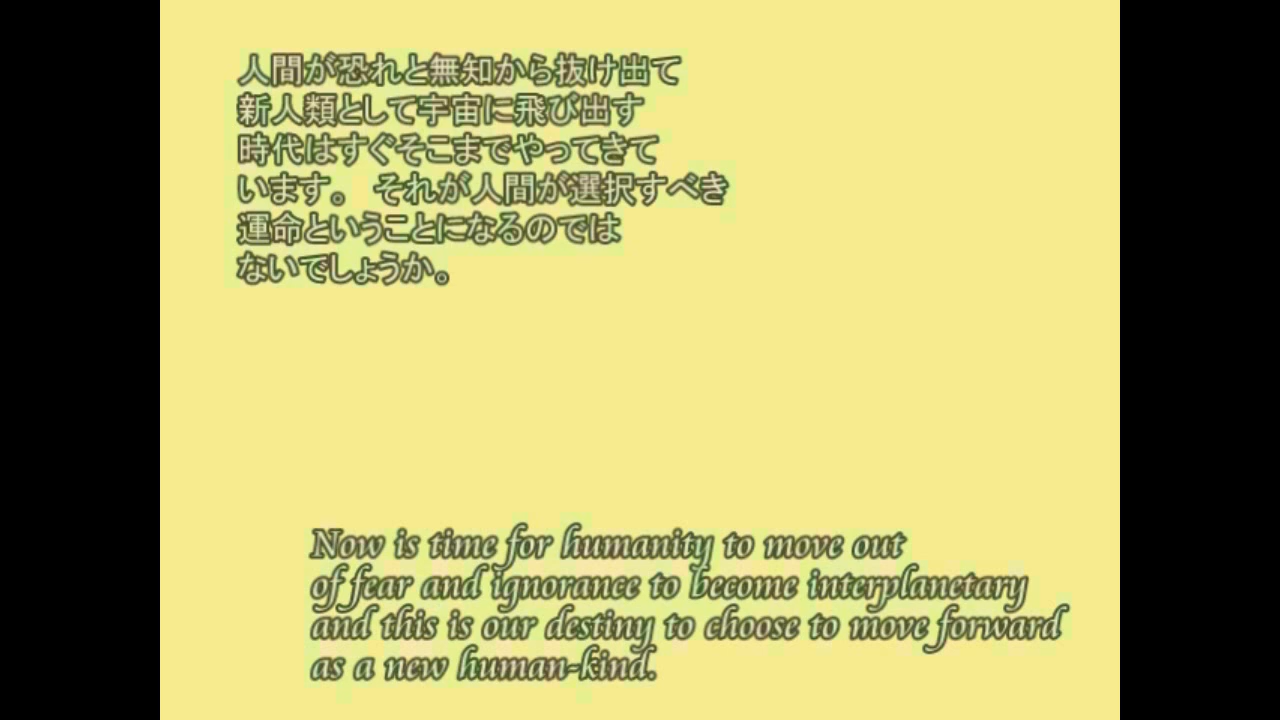 人間が恐れと無知から抜け出て
新人類として宇宙に飛び出す
時代はすぐそこまでやってきて
います。 それが人間が選択すべき
運命ということになるのでは
ないでしょうか。
Now is time for humanity to move out
of fear and ignorance to become interplanetary
and this is our destiny to choose to move forward
as a new human-kind.